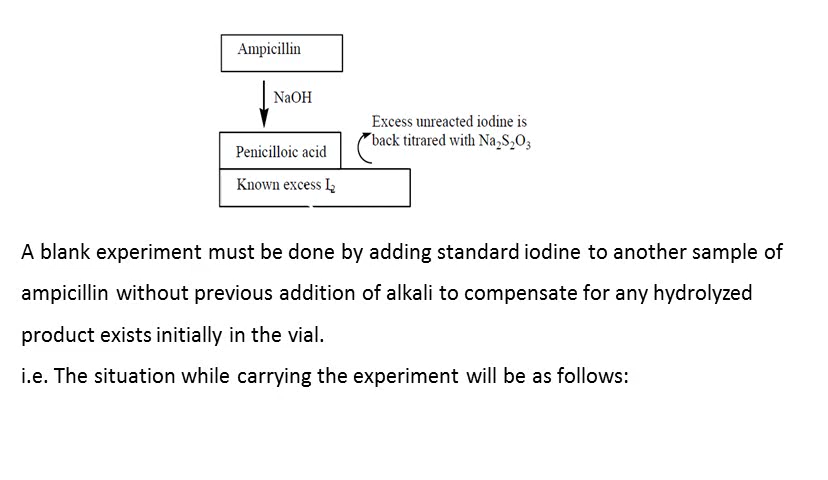 Ampicillin
NaOH
Excess unreacted iodine is
back titrared with Na₂S₂O₃
Penicilloic acid
Known excess I₂
A blank experiment must be done by adding standard iodine to another sample of
ampicillin without previous addition of alkali to compensate for any hydrolyzed
product exists initially in the vial.
i.e. The situation while carrying the experiment will be as follows: